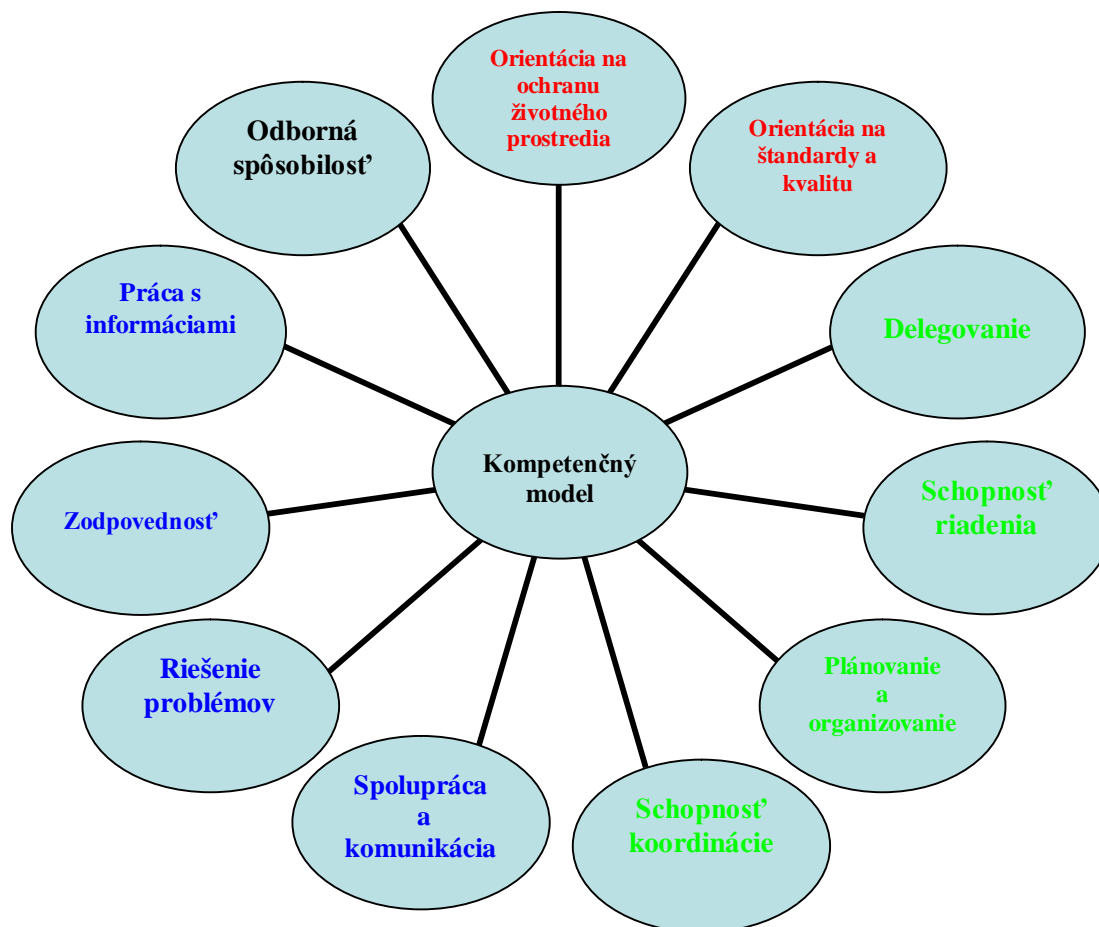 Orientácia na
ochranu
životného
prostredia
Orientácia na
štandardy a
kvalitu
Delegovanie
Schopnosť
riadenia
Plánovanie
a
organizovanie
Schopnosť
koordinácie
Spolupráca
a
komunikácia
Riešenie
problémov
Zodpovednosť
Práca s
informáciami
Odborná
spôsobilosť
Kompetenčný
model